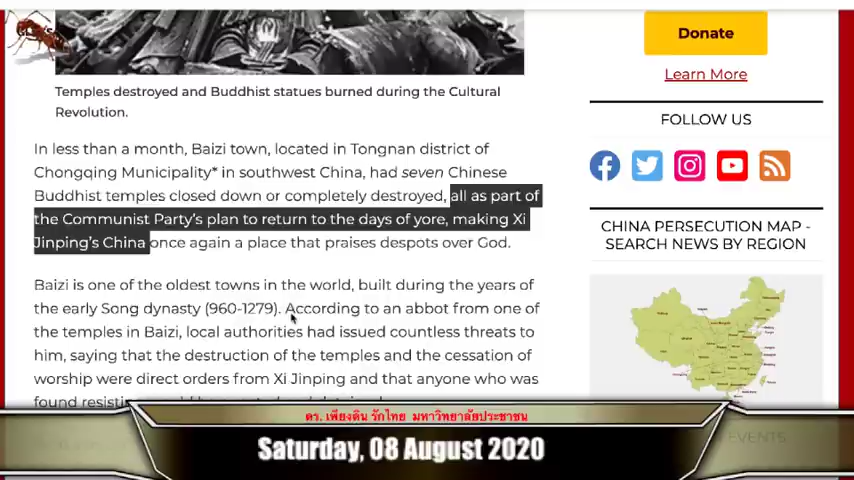 Temples destroyed and Buddhist statues burned during the Cultural
Revolution.
In less than a month, Baizi town, located in Tongnan district of
Chongqing Municipality* in southwest China, had seven Chinese
Buddhist temples closed down or completely destroyed, all as part of
the Communist Party's plan to return to the days of yore, making Xi
Jinping's China once again a place that praises despots over God.
Baizi is one of the oldest towns in the world, built during the years of
the early Song dynasty (960-1279). According to an abbot from one of
the temples in Baizi, local authorities had issued countless threats to
him, saying that the destruction of the temples and the cessation of
worship were direct orders from Xi Jinping and that anyone who was
found
Donate
Learn More
FOLLOW US
CHINA PERSECUTION MAP -
SEARCH NEWS BY REGION
EVENTS
ดร. เพียงดิน รักไทย มหาวิทยาลัยประชาชน
Saturday, 08 August 2020